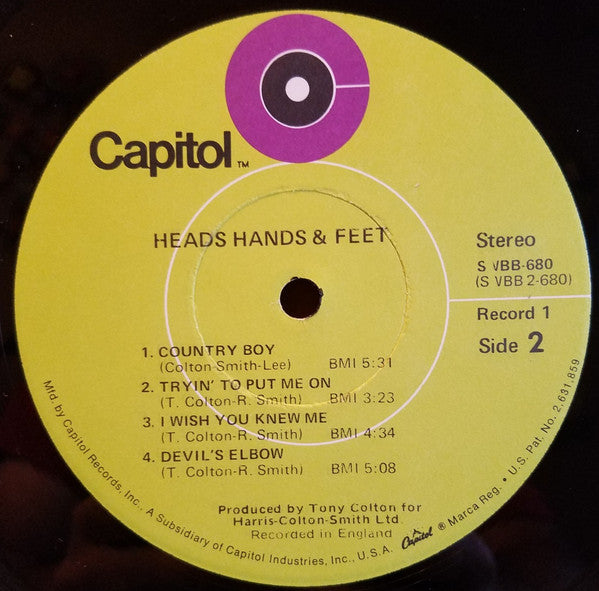 Capitol™
HEADS HANDS & FEET
Stereo
SVBB-680
(SVBB 2-680)
Record 1
Side 2
1. COUNTRY BOY
(Colton-Smith-Lee) BMI 5:31
2. TRYIN' TO PUT ME ON
(T. Colton-R. Smith) BMI 3:23
3. I WISH YOU KNEW ME
(T. Colton-R. Smith) BMI 4:34
4. DEVIL'S ELBOW
(T. Colton-R. Smith) BMI 5:08
Produced by Tony Colton for
Harris-Colton-Smith Ltd.
Recorded in England
Mfd. by Capitol Records, Inc., A Subsidiary of Capitol Industries, Inc., U.S.A. Capitol ® Marca Reg. • U.S. Pat. No. 2,631,859